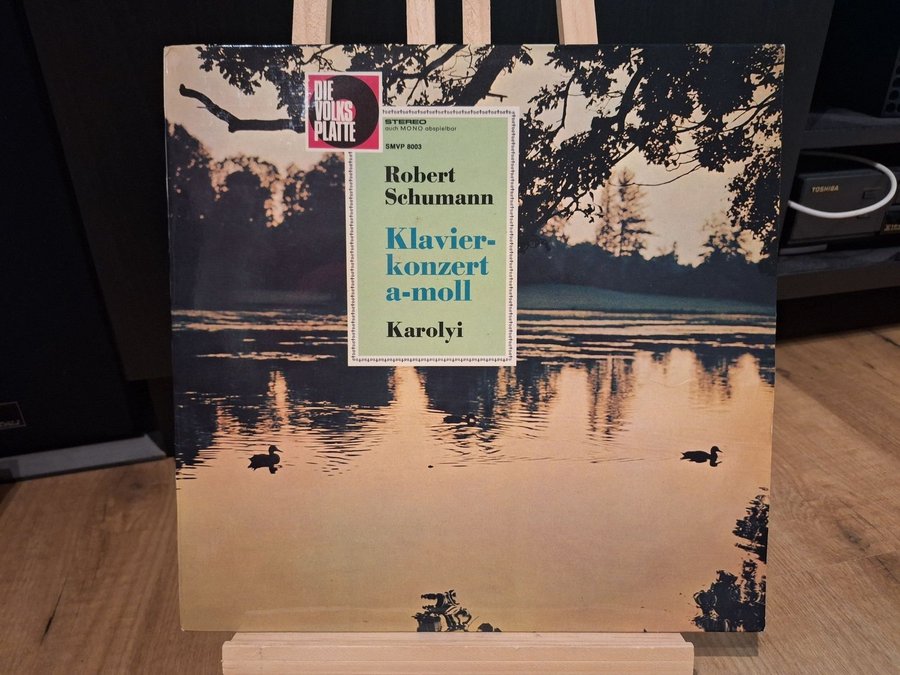 DIE
VOLKS
PLATTE
STEREO
auch MONO abspielbar
SMVP 8003
Robert
Schumann
Klavier-
konzert
a-moll
Karolyi
TOSHIBA